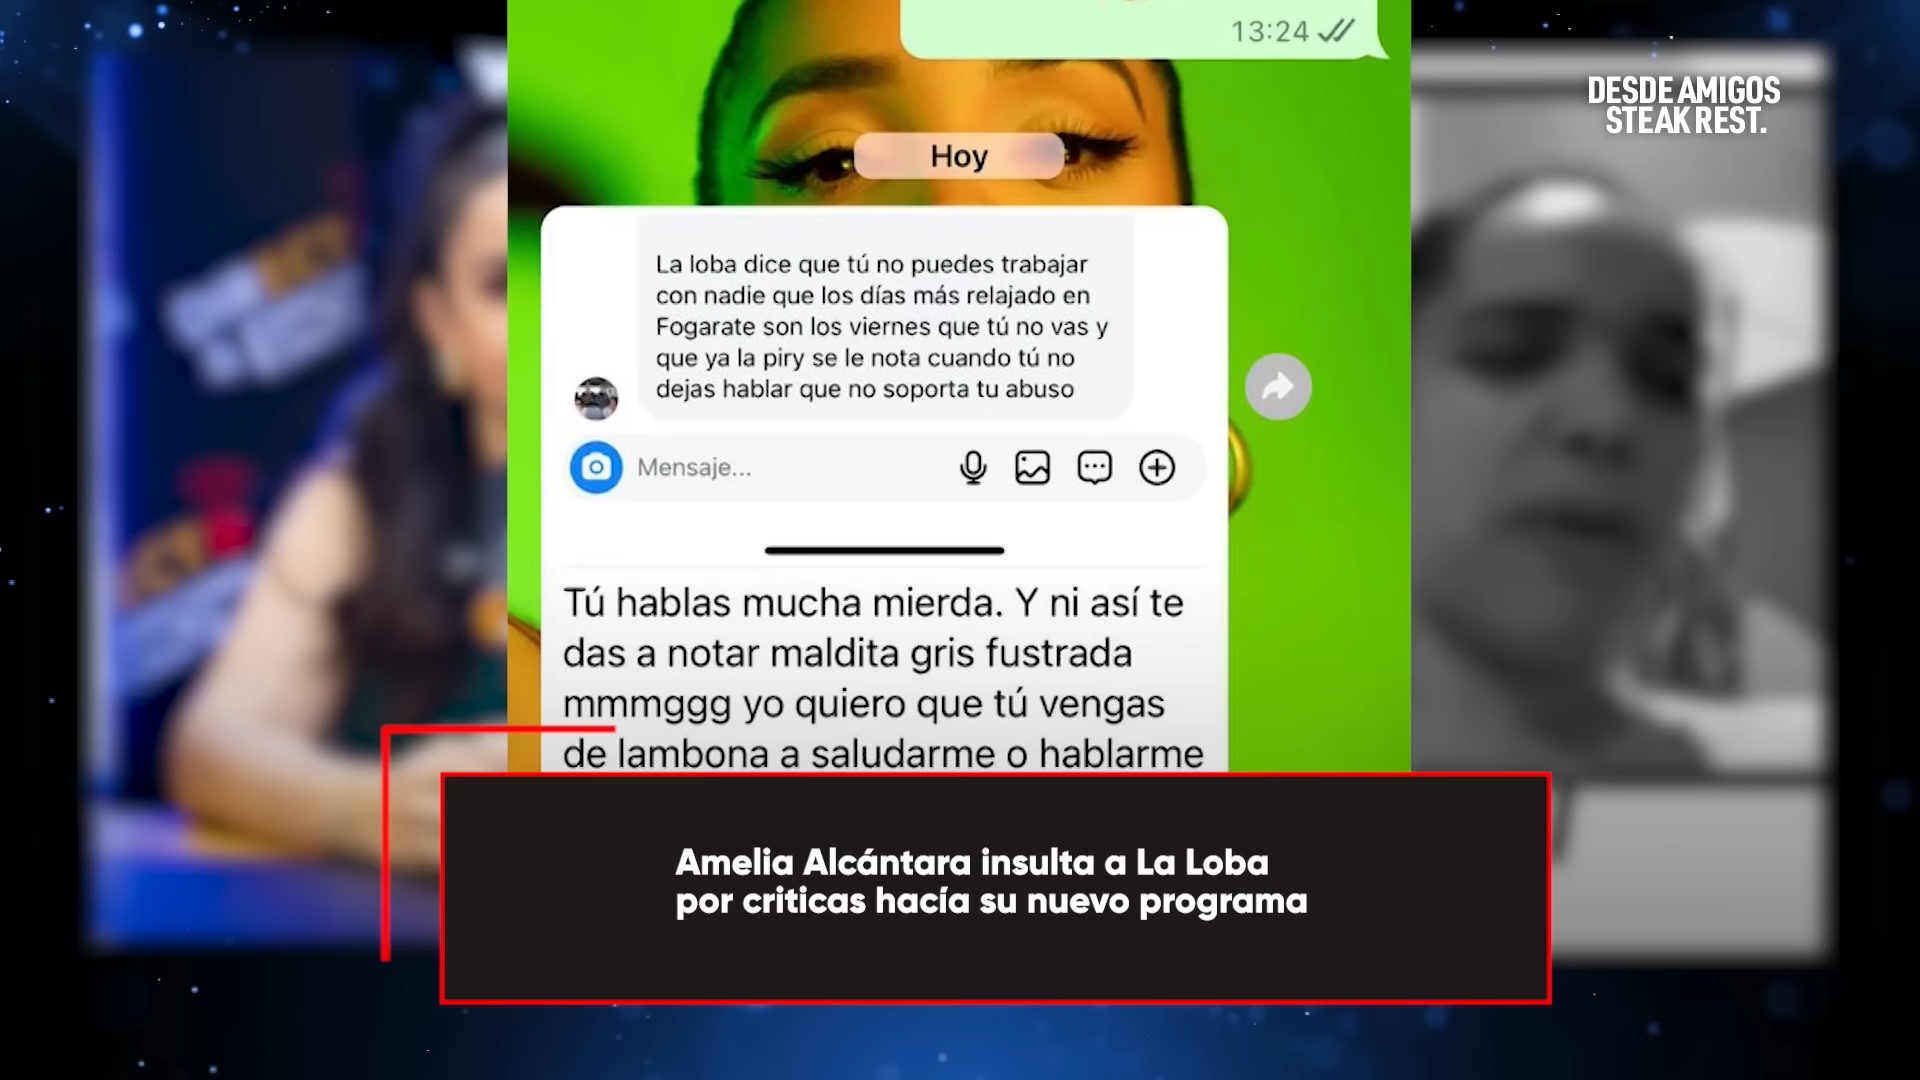 13:24
DESDE AMIGOS
STEAK REST.
Hoy
La loba dice que tú no puedes trabajar
con nadie que los días más relajado en
Fogarate son los viernes que tú no vas y
que ya la piry se le nota cuando tú no
dejas hablar que no soporta tu abuso
Mensaje...
Tú hablas mucha mierda. Y ni así te
das a notar maldita gris fustrada
mmmggg yo quiero que tú vengas
de lambona a saludarme o hablarme
Amelia Alcántara insulta a La Loba
por criticas hacía su nuevo programa